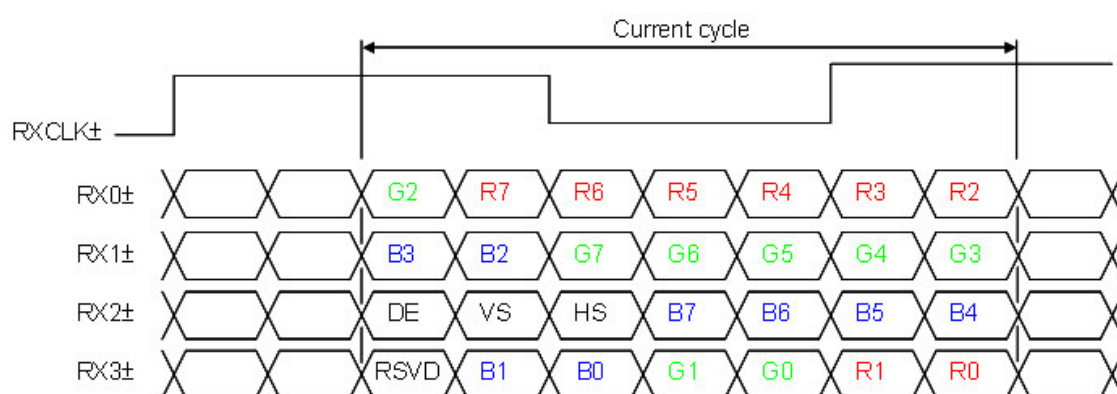 Current cycle
RXCLK±
RX0± G2 R7 R6 R5 R4 R3 R2
RX1± B3 B2 G7 G6 G5 G4 G3
RX2± DE VS HS B7 B6 B5 B4
RX3± RSVD B1 B0 G1 G0 R1 R0